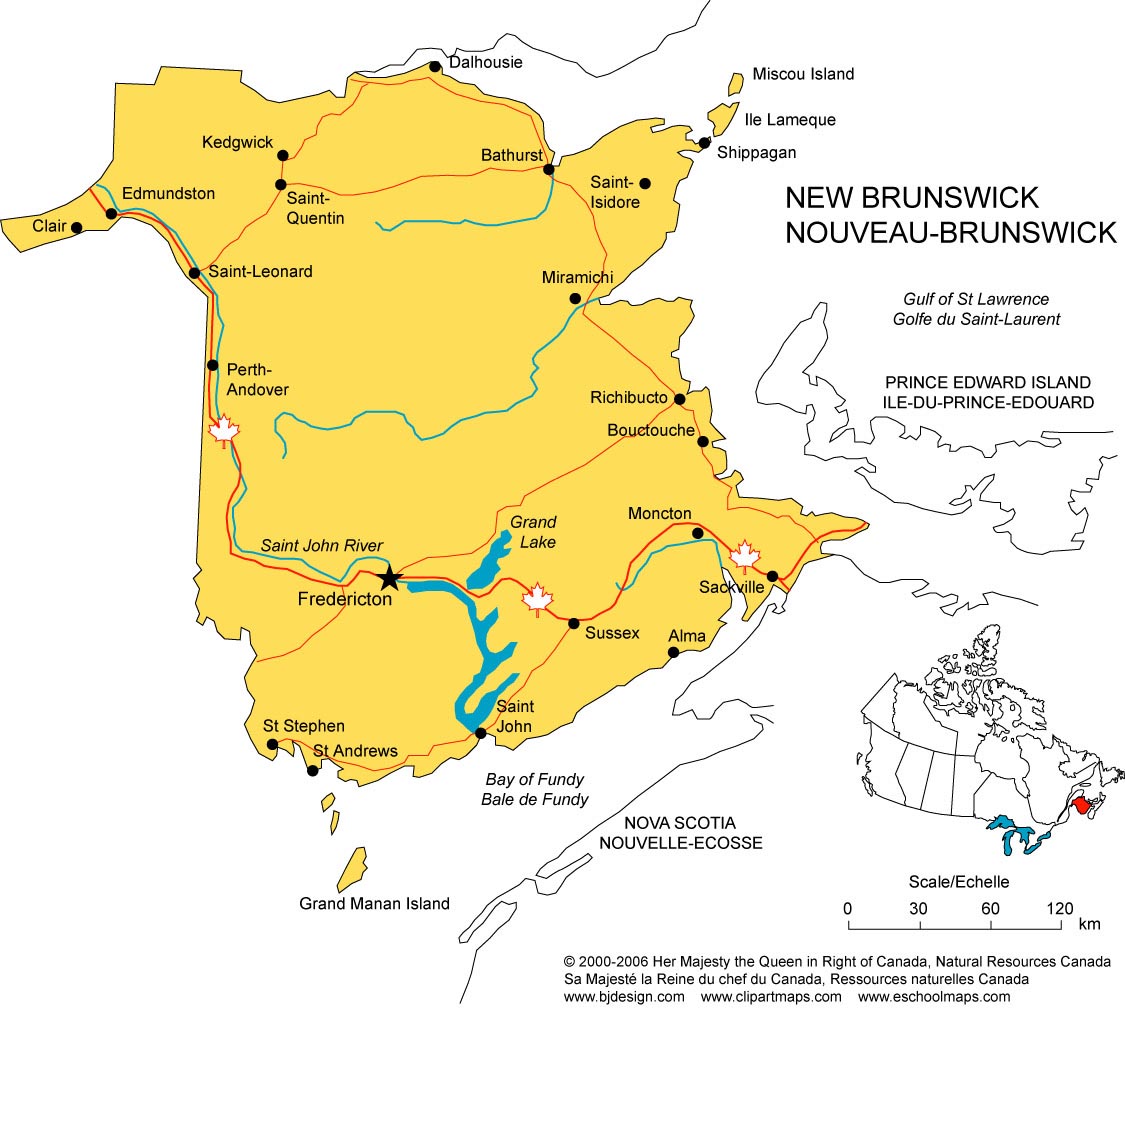 Dalhousie
Miscou Island
Ile Lameque
Shippagan
Kedgwick
Bathurst
Saint-
Isidore
Edmundston
Saint-
Quentin
Clair
NEW BRUNSWICK
NOUVEAU-BRUNSWICK
Saint-Leonard
Miramichi
Gulf of St Lawrence
Golfe du Saint-Laurent
Perth-
Andover
PRINCE EDWARD ISLAND
ILE-DU-PRINCE-EDOUARD
Richibucto
Bouctouche
Moncton
Grand
Lake
Saint John River
Sackville
Fredericton
Sussex
Alma
Saint
John
St Stephen
St Andrews
Bay of Fundy
Bale de Fundy
NOVA SCOTIA
NOUVELLE-ECOSSE
Grand Manan Island
Scale/Echelle
0 30 60 120
km
© 2000-2006 Her Majesty the Queen in Right of Canada, Natural Resources Canada
Sa Majesté la Reine du chef du Canada, Ressources naturelles Canada
www.bjdesign.com www.clipartmaps.com www.eschoolmaps.com